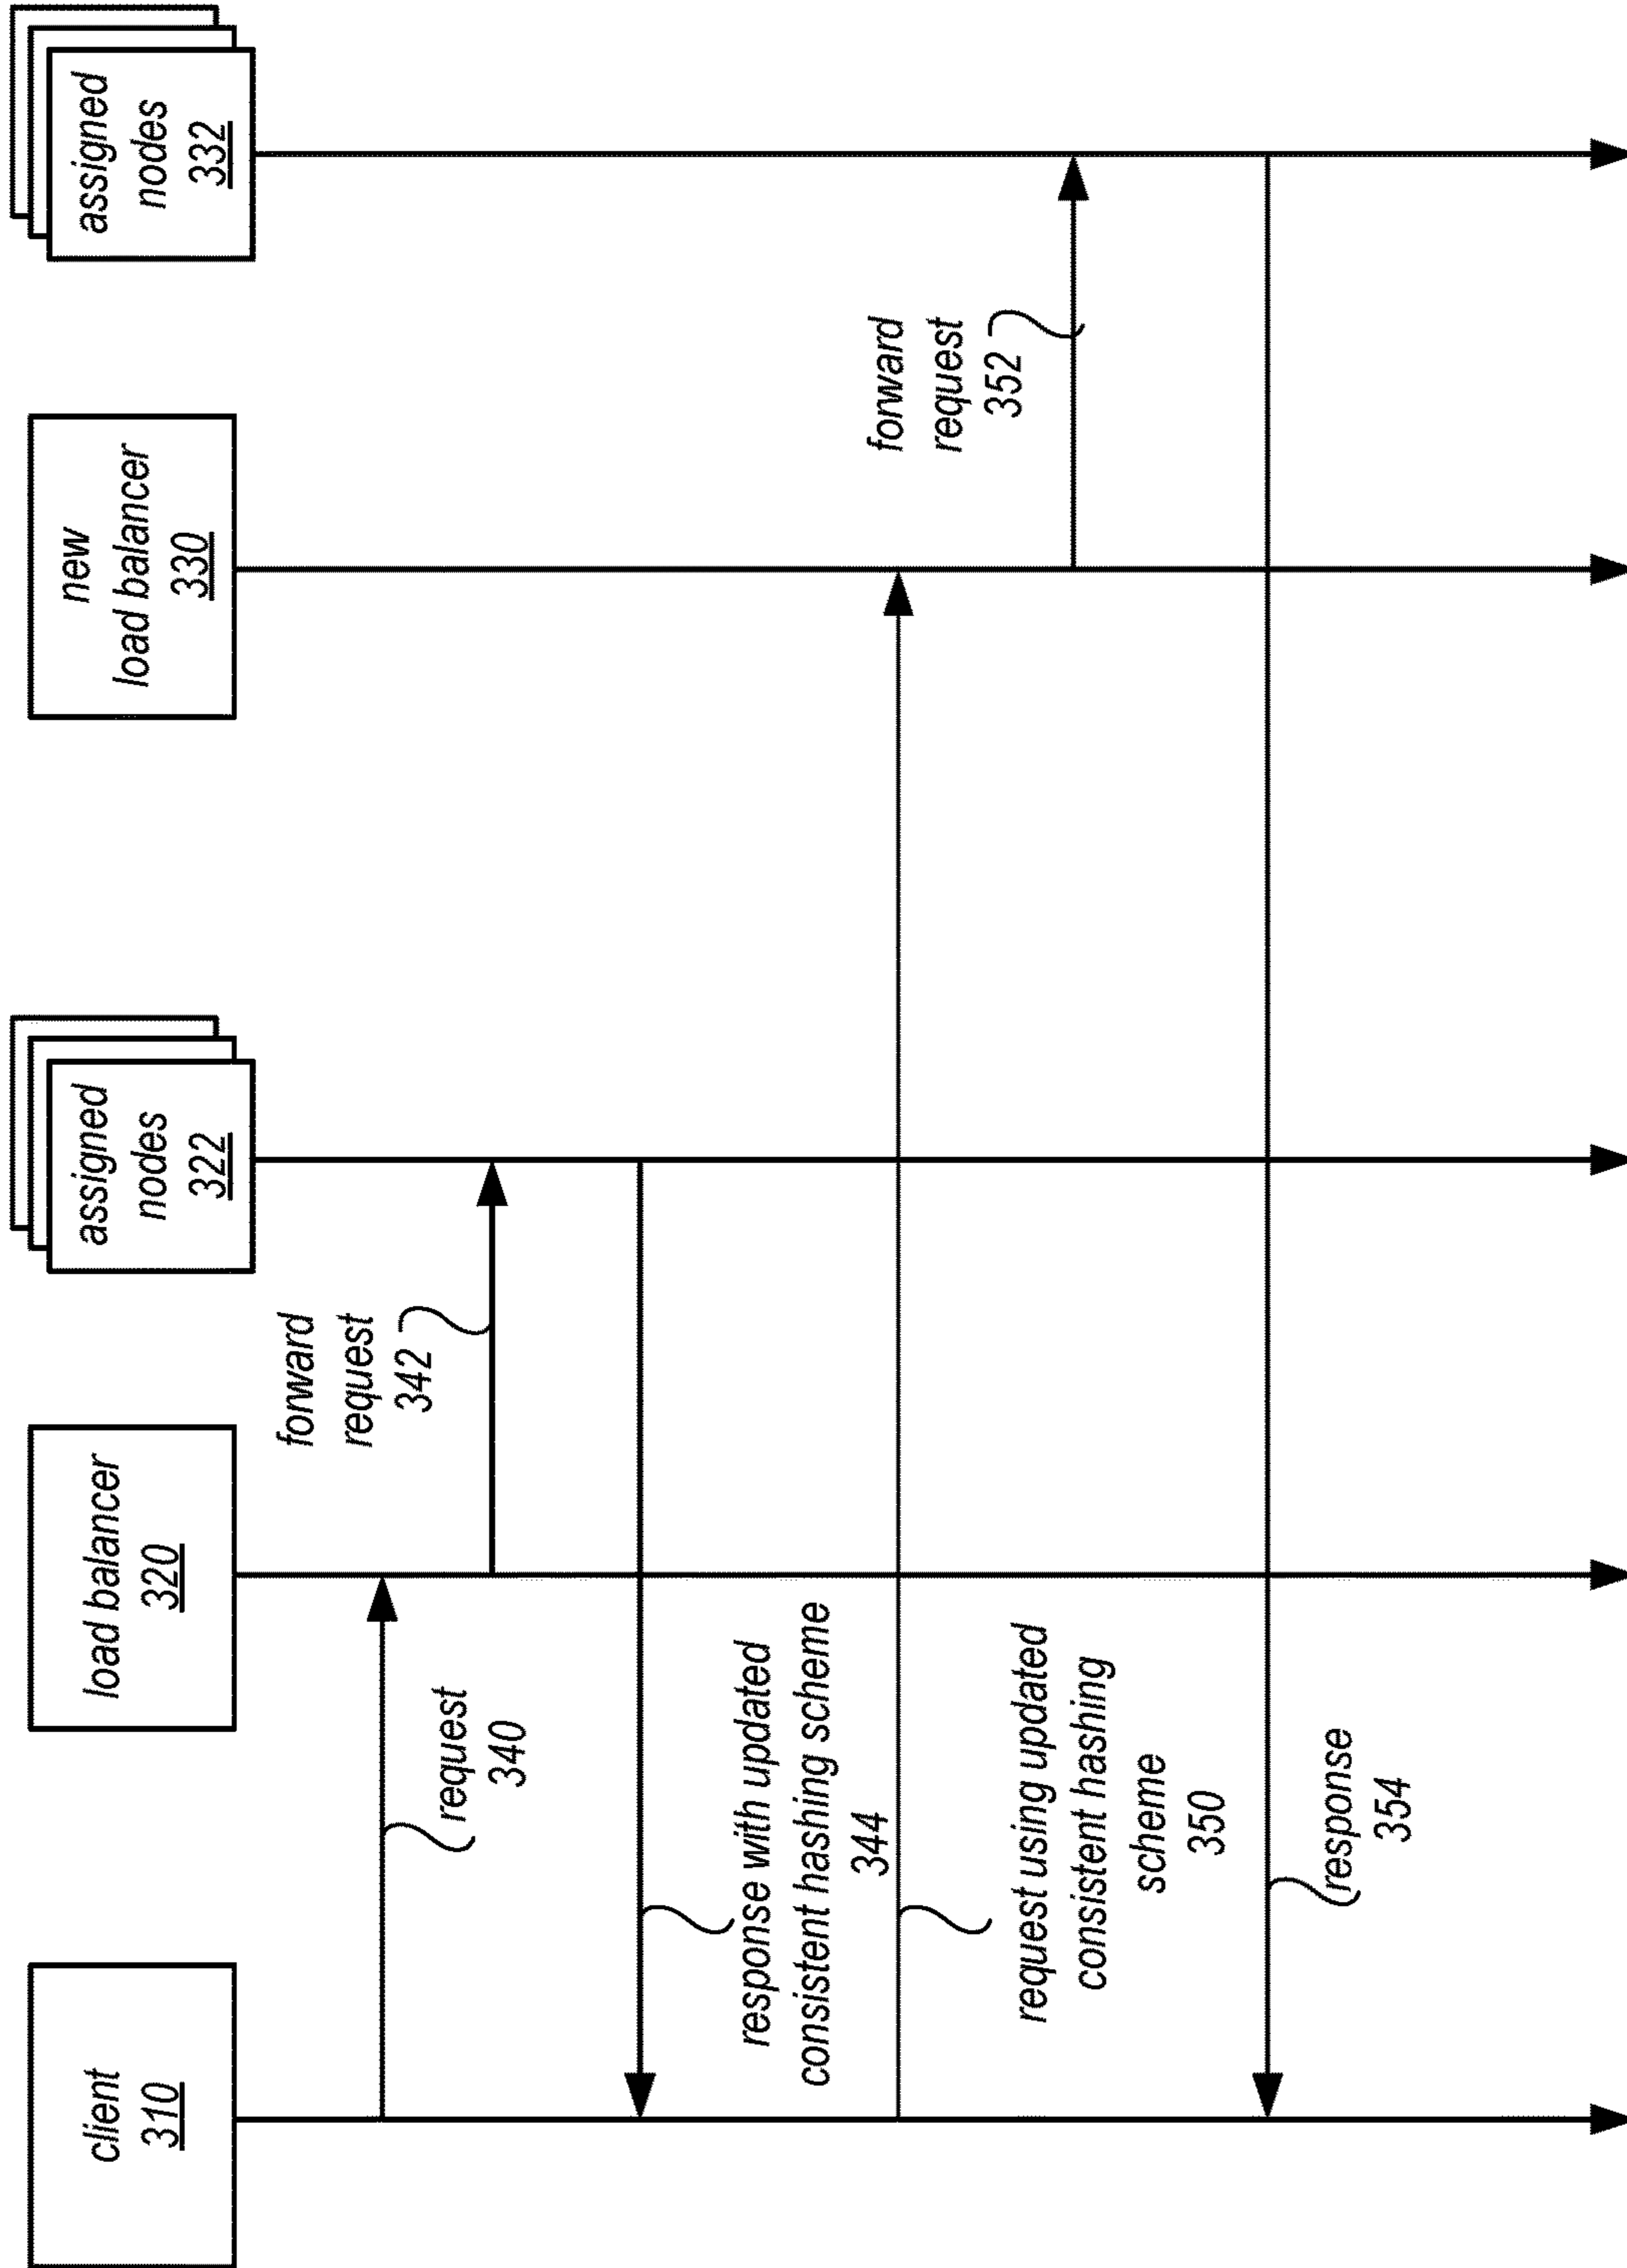 client
310
load balancer
320
assigned
nodes
322
new
load balancer
330
assigned
nodes
332
request
340
forward
request
342
response with updated
consistent hashing scheme
344
request using updated
consistent hashing
scheme
350
forward
request
352
response
354